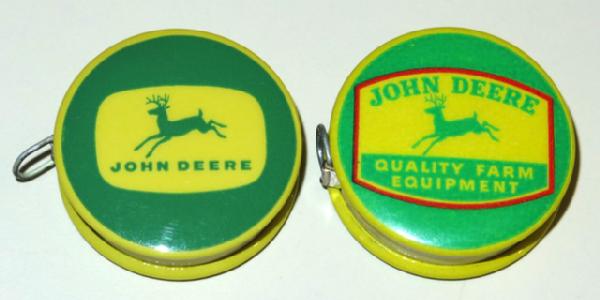 JOHN DEERE
JOHN DEERE
QUALITY FARM
EQUIPMENT